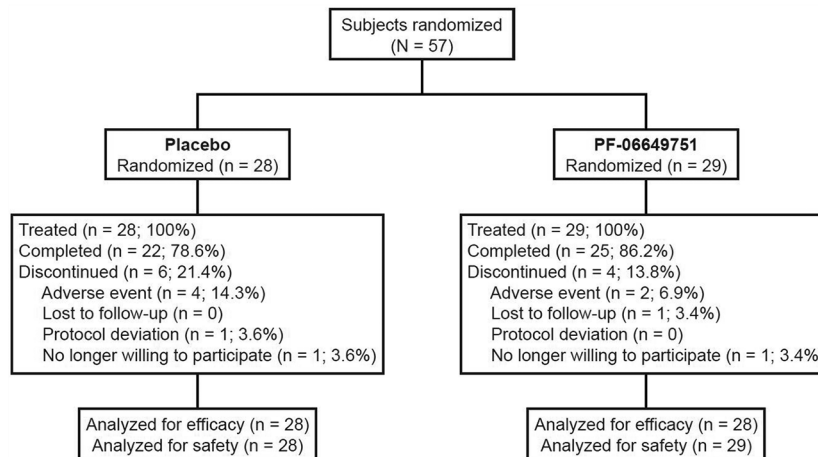 Subjects randomized
(N = 57)
Placebo
Randomized (n = 28)
PF-06649751
Randomized (n = 29)
Treated (n = 28; 100%)
Completed (n = 22; 78.6%)
Discontinued (n = 6; 21.4%)
Adverse event (n = 4; 14.3%)
Lost to follow-up (n = 0)
Protocol deviation (n = 1; 3.6%)
No longer willing to participate (n = 1; 3.6%)
Treated (n = 29; 100%)
Completed (n = 25; 86.2%)
Discontinued (n = 4; 13.8%)
Adverse event (n = 2; 6.9%)
Lost to follow-up (n = 1; 3.4%)
Protocol deviation (n = 0)
No longer willing to participate (n = 1; 3.4%
Analyzed for efficacy (n = 28)
Analyzed for safety (n = 28)
Analyzed for efficacy (n = 28)
Analyzed for safety (n = 29)